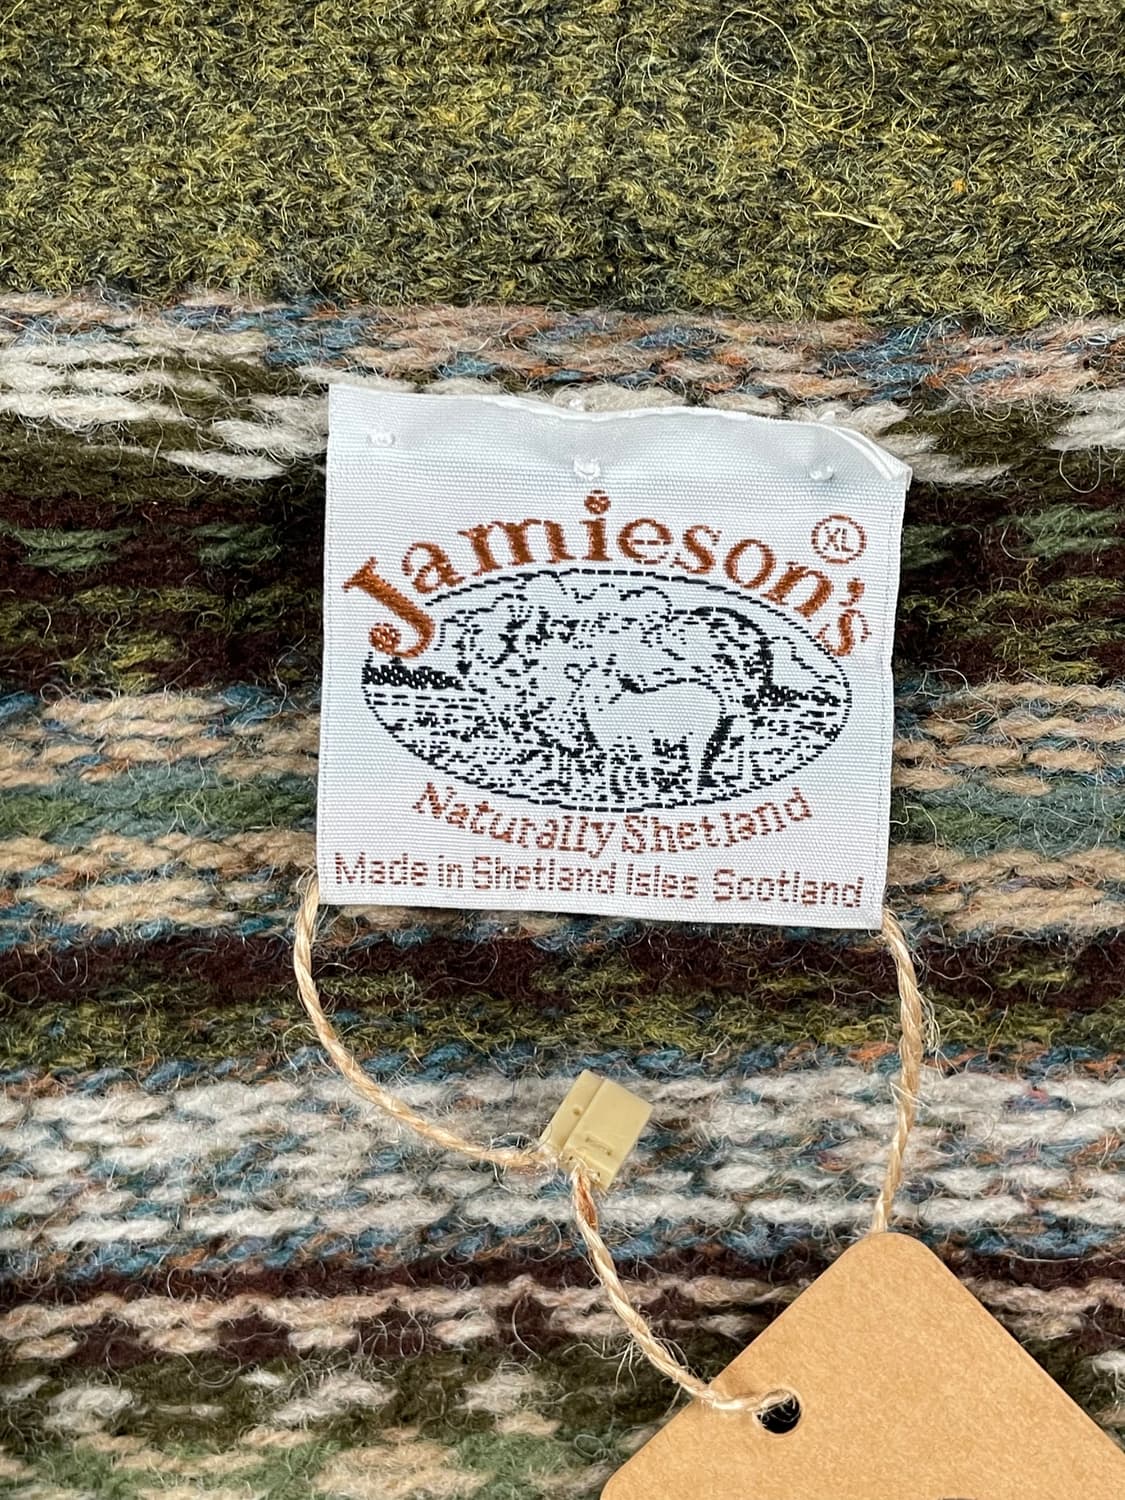 Jamieson's
XL
Naturally Shetland
Made in Shetland Isles Scotland